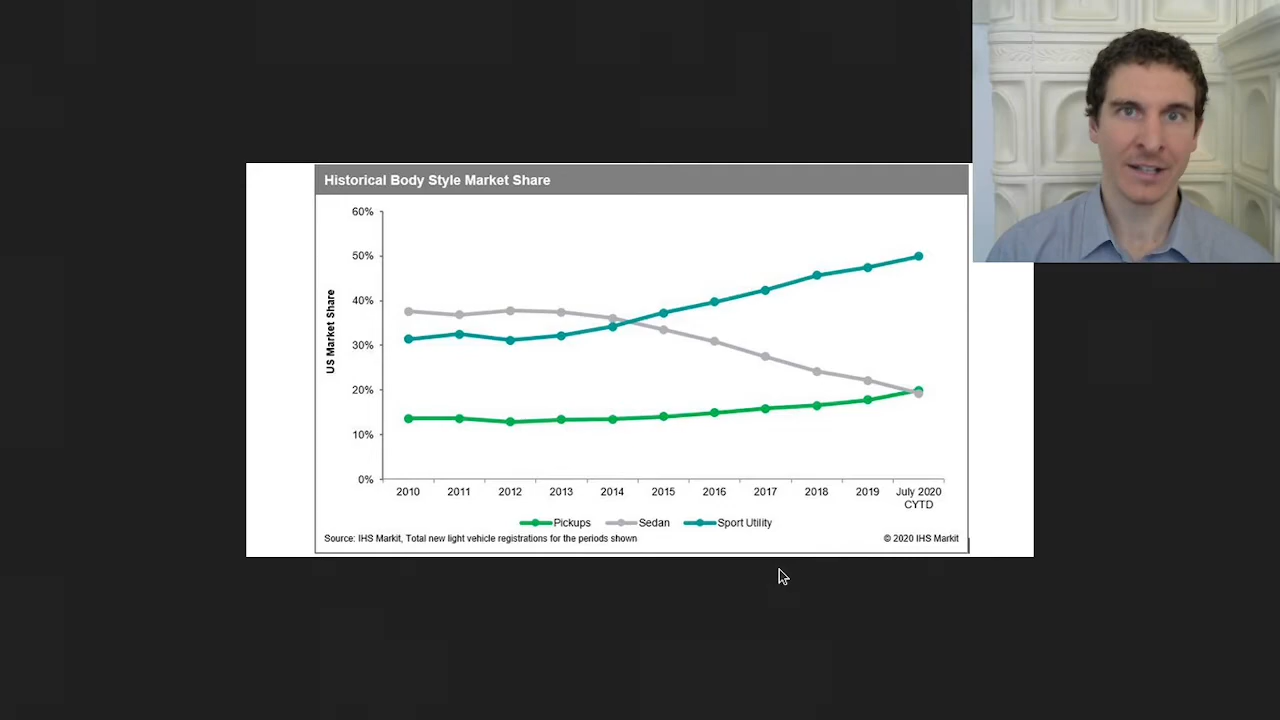 Historical Body Style Market Share
60%
50%
40%
30%
20%
10%
0%
US Market Share
2010 2011 2012 2013 2014 2015 2016 2017 2018 2019 July 2020
CYTD
Pickups Sedan Sport Utility
Source: IHS Markit, Total new light vehicle registrations for the periods shown © 2020 IHS Markit